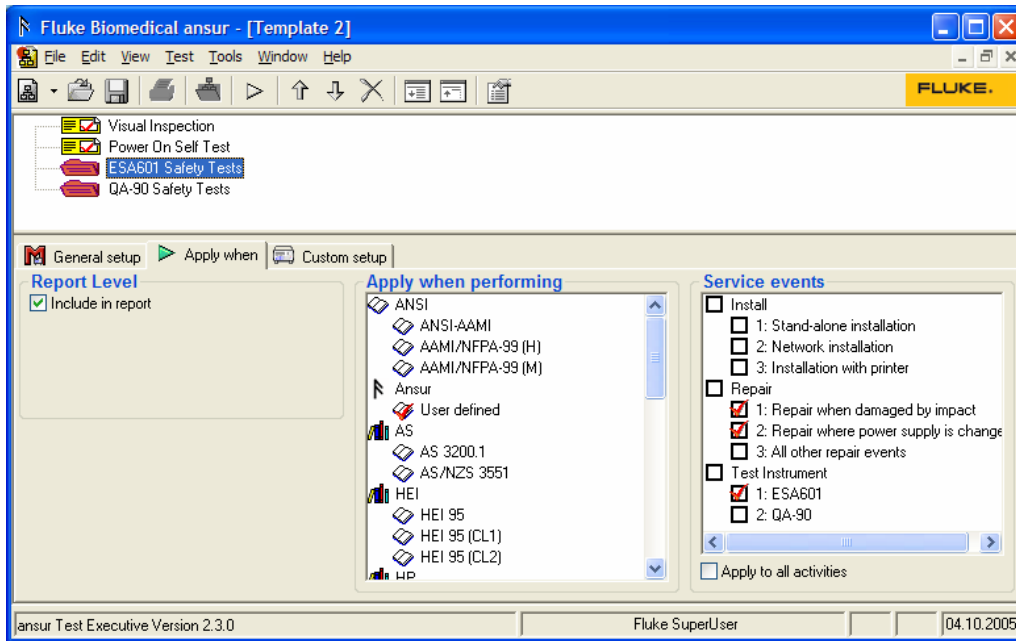 Fluke Biomedical ansur - [Template 2]
File Edit View Test Tools Window Help
FLUKE.
Visual Inspection
Power On Self Test
ESA601 Safety Tests
QA-90 Safety Tests
General setup Apply when Custom setup
Report Level
Include in report
Apply when performing
ANSI
ANSI-AAMI
AAMI/NFPA-99 (H)
AAMI/NFPA-99 (M)
Ansur
User defined
AS
AS 3200.1
AS/NZS 3551
HEI
HEI 95
HEI 95 (CL1)
HEI 95 (CL2)
HP
Service events
Install
1: Stand-alone installation
2: Network installation
3: Installation with printer
Repair
1: Repair when damaged by impact
2: Repair where power supply is change
3: All other repair events
Test Instrument
1: ESA601
2: QA-90
Apply to all activities
ansur Test Executive Version 2.3.0 Fluke SuperUser 04.10.2005